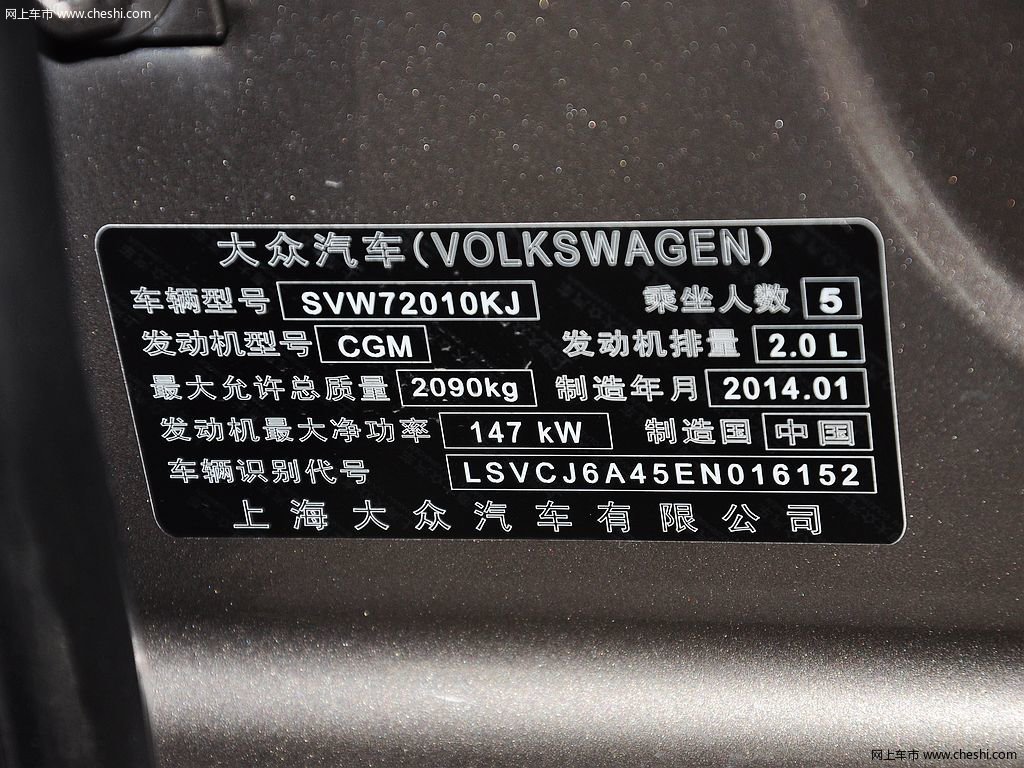 网上车市 www.cheshi.com
大众汽车(VOLKSWAGEN)
车辆型号 SVW72010KJ 乘坐人数 5
发动机型号 CGM 发动机排量 2.0 L
最大允许总质量 2090kg 制造年月 2014.01
发动机最大净功率 147 kW 制造国 中国
车辆识别代号 LSVCJ6A45EN016152
上海大众汽车有限公司
网上车市 www.cheshi.com